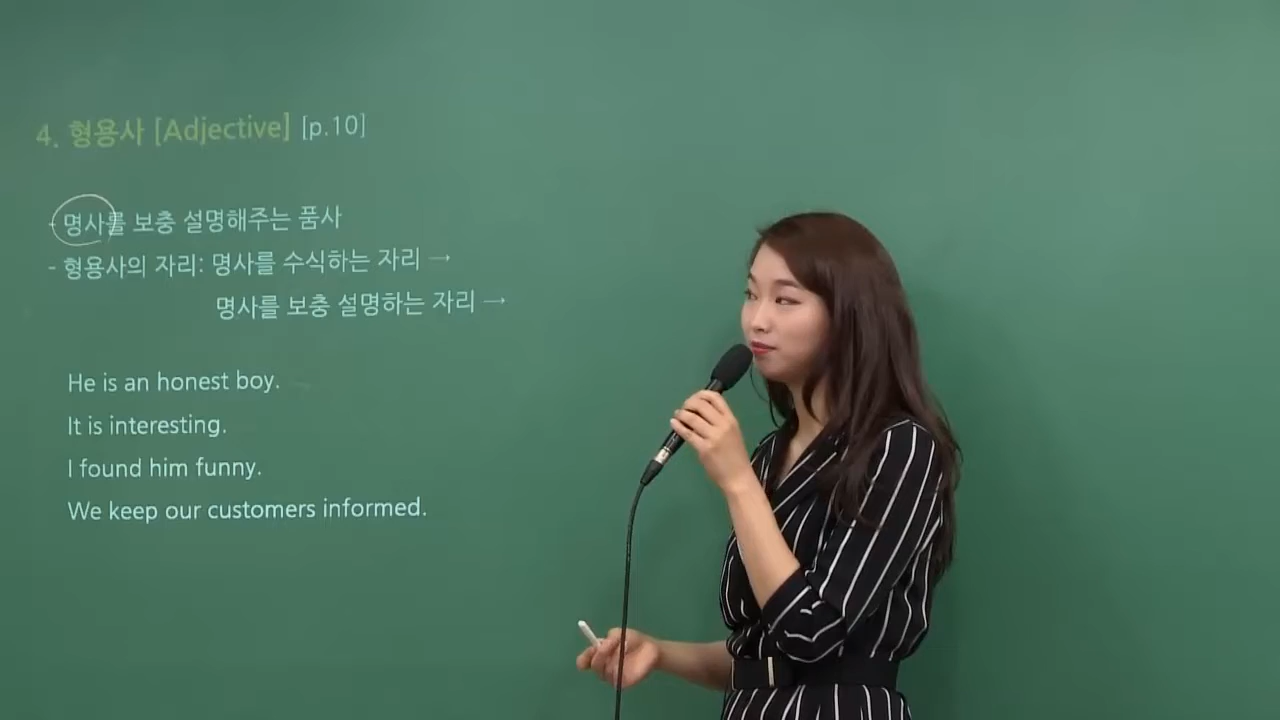 4. 형용사 [Adjective] [p.10]
- 명사를 보충 설명해주는 품사
- 형용사의 자리: 명사를 수식하는 자리 →
명사를 보충 설명하는 자리 →
He is an honest boy.
It is interesting.
I found him funny.
We keep our customers informed.